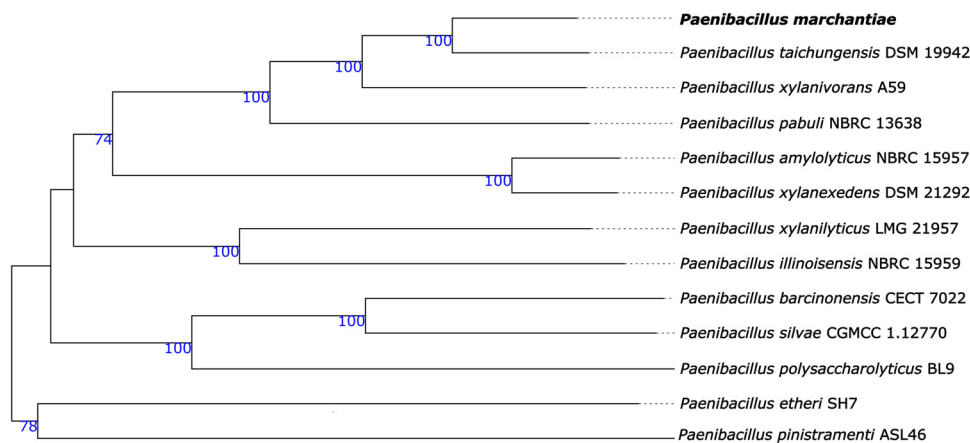 Paenibacillus marchantiae
100
Paenibacillus taichungensis DSM 19942
100
Paenibacillus xylanivorans A59
100
Paenibacillus pabuli NBRC 13638
74
Paenibacillus amylolyticus NBRC 15957
100
Paenibacillus xylanexedens DSM 21292
Paenibacillus xylanilyticus LMG 21957
100
Paenibacillus illinoisensis NBRC 15959
Paenibacillus barcinonensis CECT 7022
100
Paenibacillus silvae CGMCC 1.12770
100
Paenibacillus polysaccharolyticus BL9
Paenibacillus etheri SH7
78
Paenibacillus pinistramenti ASL46